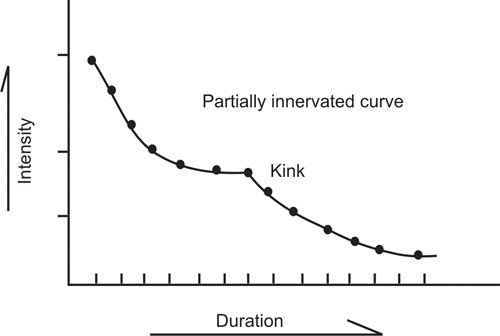 Partially innervated curve
Intensity
Kink
Duration